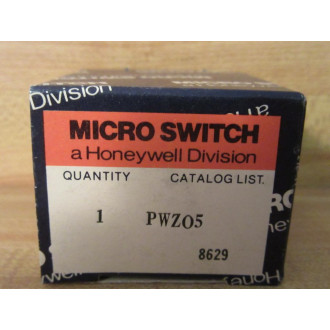 Division
MICRO SWITCH
a Honeywell Division
QUANTITY CATALOG LIST.
1 PWZ05
8629